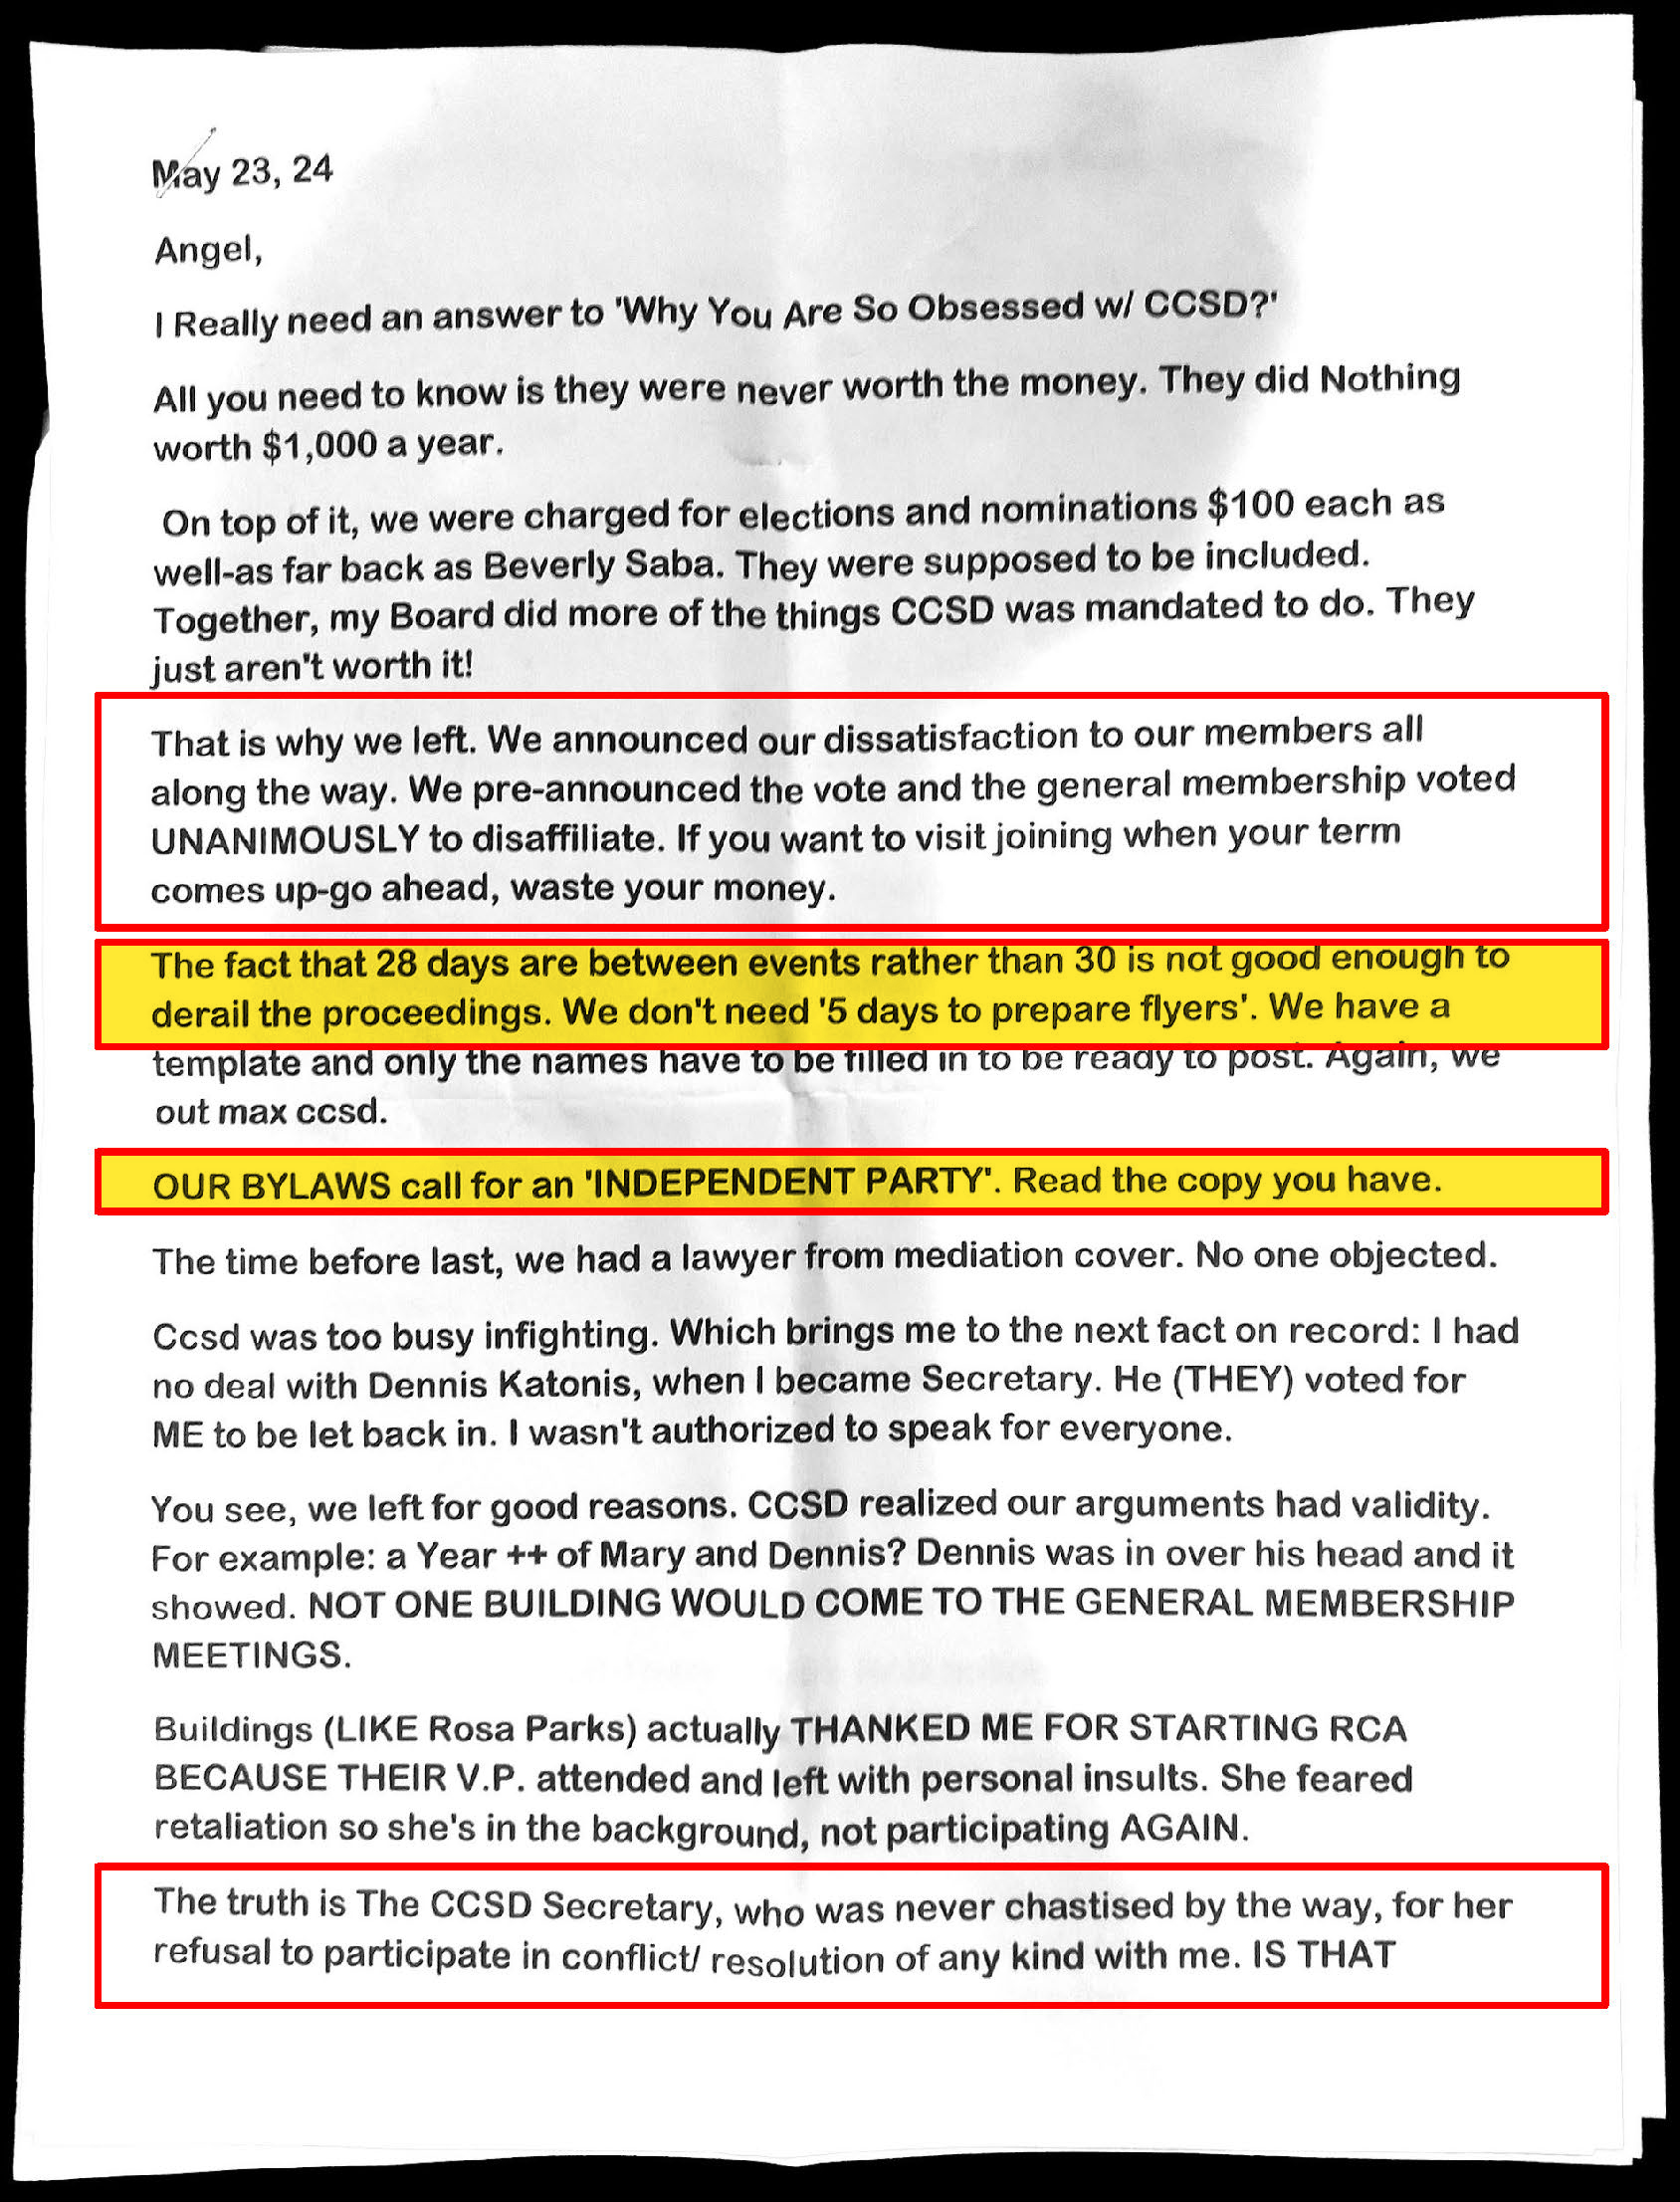 May 23, 24
Angel,
I Really need an answer to 'Why You Are So Obsessed w/ CCSD?'
All you need to know is they were never worth the money. They did Nothing
worth $1,000 a year.
On top of it, we were charged for elections and nominations $100 each as
well-as far back as Beverly Saba. They were supposed to be included.
Together, my Board did more of the things CCSD was mandated to do. They
just aren't worth it!
That is why we left. We announced our dissatisfaction to our members all
along the way. We pre-announced the vote and the general membership voted
UNANIMOUSLY to disaffiliate. If you want to visit joining when your term
comes up-go ahead, waste your money.
The fact that 28 days are between events rather than 30 is not good enough to
derail the proceedings. We don't need '5 days to prepare flyers'. We have a
template and only the names have to be filled in to be ready to post. Again, we
out max ccsd.
OUR BYLAWS call for an 'INDEPENDENT PARTY'. Read the copy you have.
The time before last, we had a lawyer from mediation cover. No one objected.
Ccsd was too busy infighting. Which brings me to the next fact on record: I had
no deal with Dennis Katonis, when I became Secretary. He (THEY) voted for
ME to be let back in. I wasn't authorized to speak for everyone.
You see, we left for good reasons. CCSD realized our arguments had validity.
For example: a Year ++ of Mary and Dennis? Dennis was in over his head and it
showed. NOT ONE BUILDING WOULD COME TO THE GENERAL MEMBERSHIP
MEETINGS.
Buildings (LIKE Rosa Parks) actually THANKED ME FOR STARTING RCA
BECAUSE THEIR V.P. attended and left with personal insults. She feared
retaliation so she's in the background, not participating AGAIN.
The truth is The CCSD Secretary, who was never chastised by the way, for her
refusal to participate in conflict/ resolution of any kind with me. IS THAT